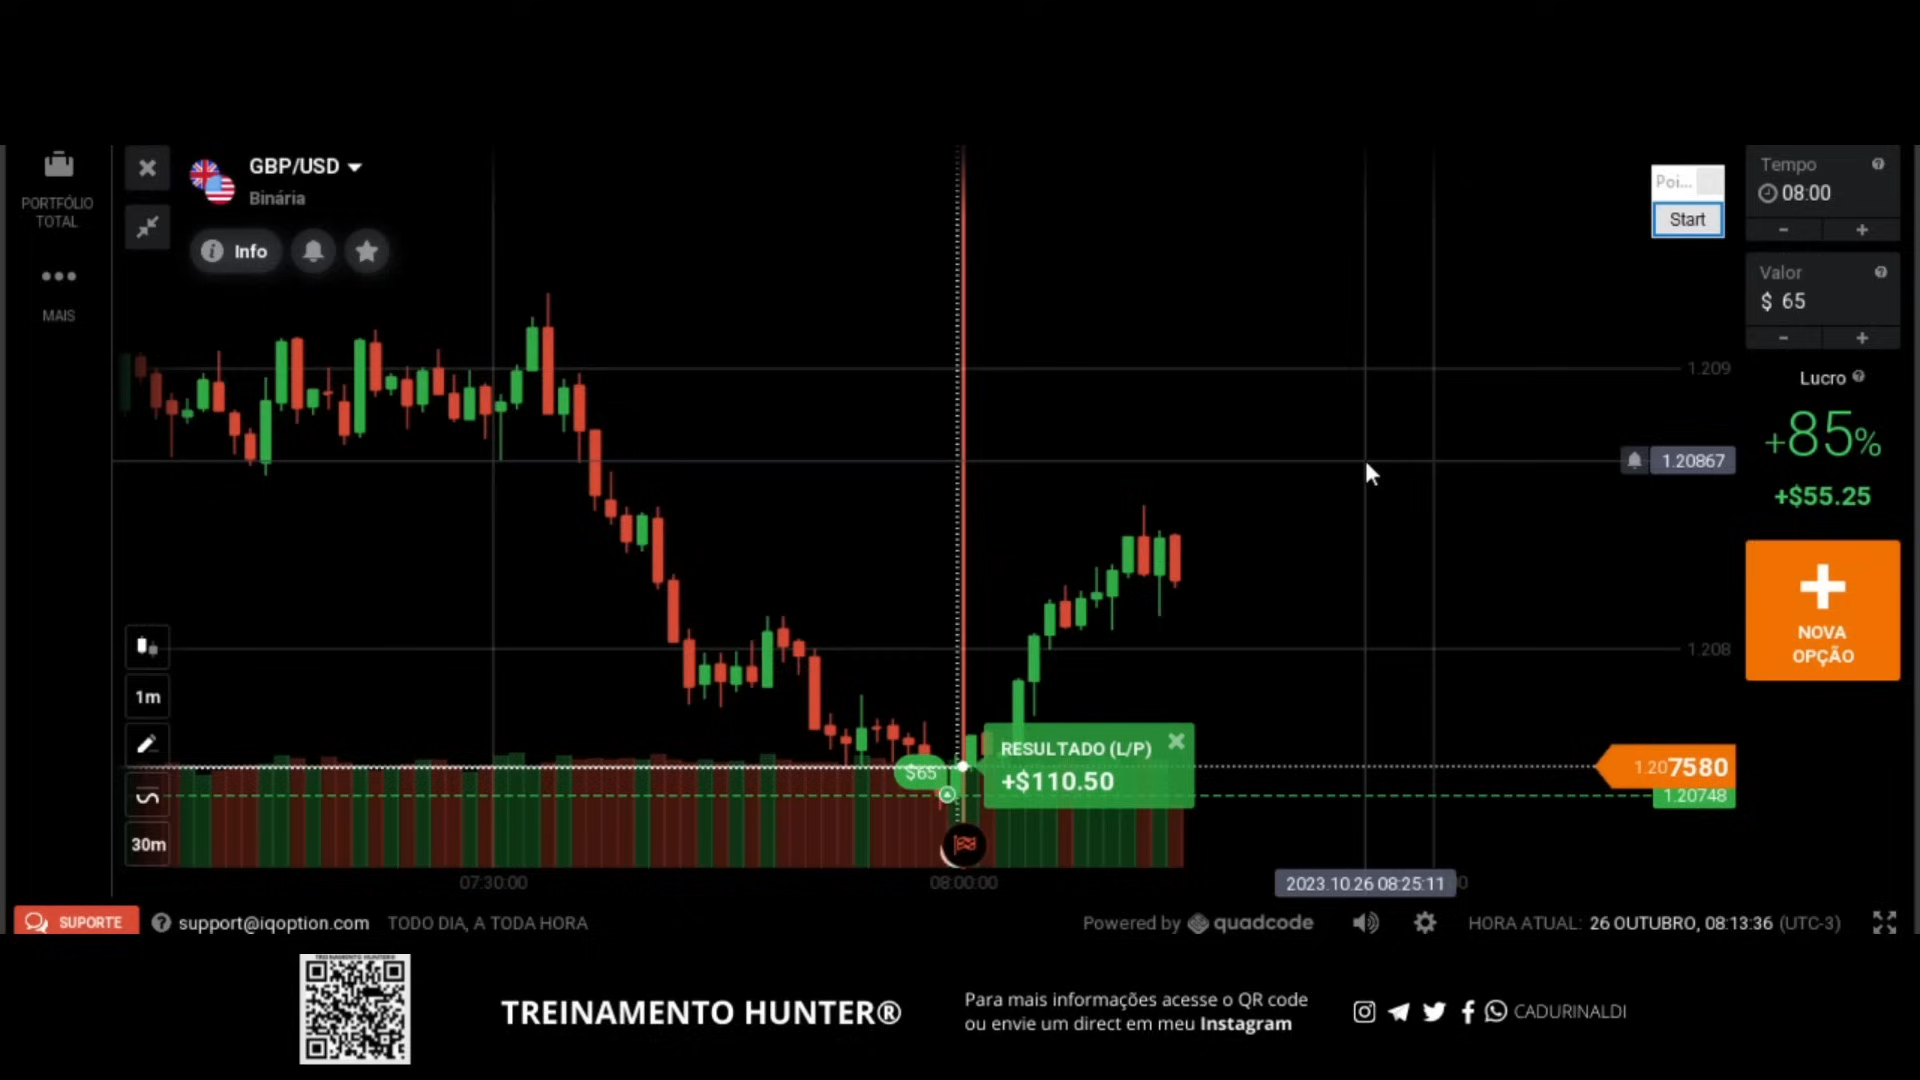 PORTFÓLIO
TOTAL
MAIS
GBP/USD
Binária
Info
1m
30m
Poi...
Start
1.209
1.20867
1.208
1.207580
1.20748
$65
RESULTADO (L/P)
+$110.50
Tempo
08:00
Valor
$ 65
Lucro
+85%
+$55.25
NOVA
OPÇÃO
07:30:00
08:00:00
2023.10.26 08:25:11
SUPORTE
support@iqoption.com
TODO DIA, A TODA HORA
Powered by quadcode
HORA ATUAL: 26 OUTUBRO, 08:13:36 (UTC-3)
TREINAMENTO HUNTER®
TREINAMENTO HUNTER®
Para mais informações acesse o QR code
ou envie um direct em meu Instagram
CADURINALDI